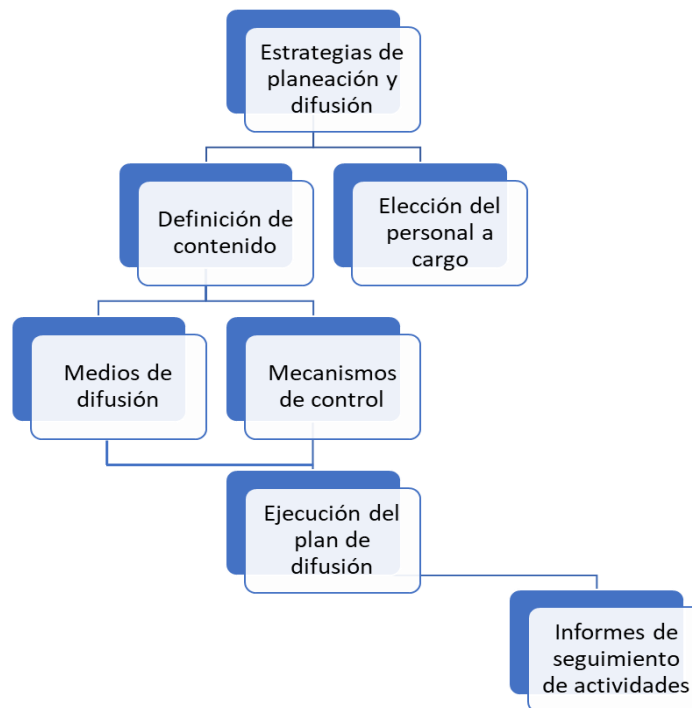 Estrategias de
planeación y
difusión
Definición de
contenido
Elección del
personal a
cargo
Medios de
difusión
Mecanismos
de control
Ejecución del
plan de
difusión
Informes de
seguimiento
de actividades